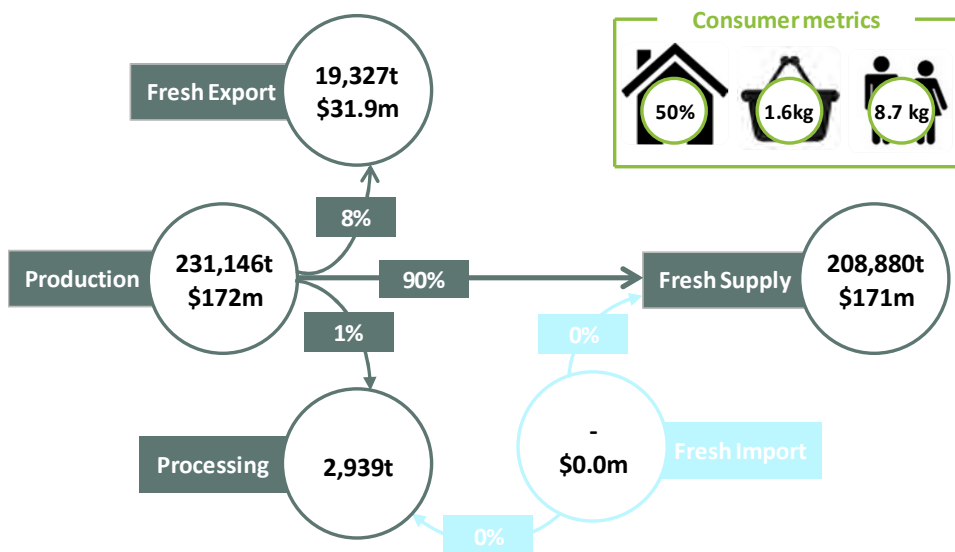 Consumer metrics
50%
1.6kg
8.7 kg
Fresh Export
19,327t
$31.9m
8%
Production
231,146t
$172m
90%
Fresh Supply
208,880t
$171m
1%
0%
Processing
2,939t
-
$0.0m
Fresh Import
0%